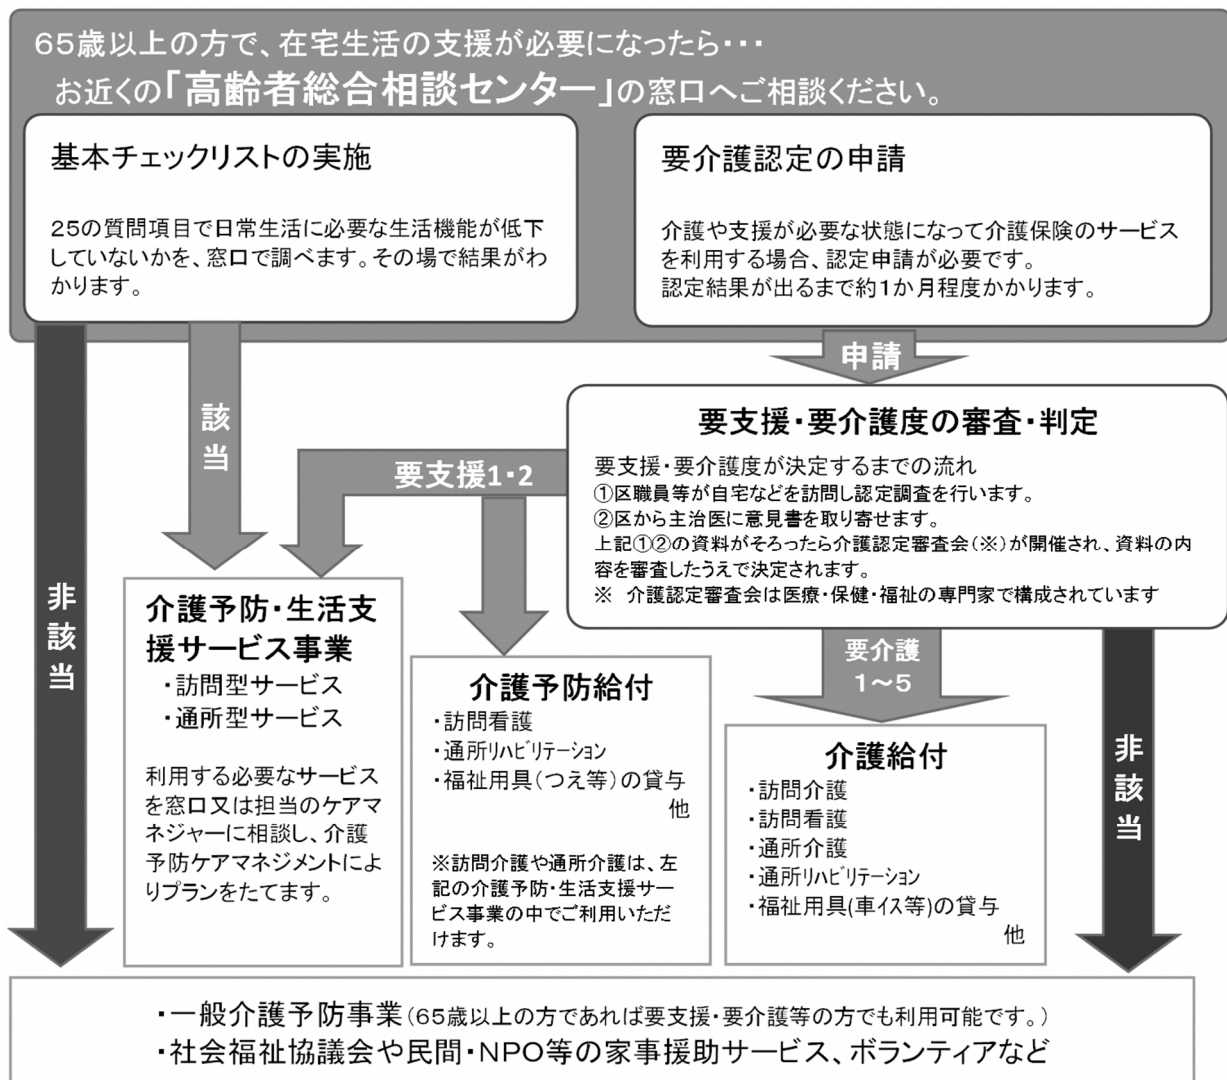 65歳以上の方で、在宅生活の支援が必要になったら・・・
お近くの「高齢者総合相談センター」の窓口へご相談ください。
基本チェックリストの実施
25の質問項目で日常生活に必要な生活機能が低下
していないかを、窓口で調べます。その場で結果がわ
かります。
要介護認定の申請
介護や支援が必要な状態になって介護保険のサービス
を利用する場合、認定申請が必要です。
認定結果が出るまで約1か月程度かかります。
申請
該当
非該当
要支援・要介護度の審査・判定
要支援・要介護度が決定するまでの流れ
①区職員等が自宅などを訪問し認定調査を行います。
②区から主治医に意見書を取り寄せます。
上記①②の資料がそろったら介護認定審査会(※)が開催され、資料の内
容を審査したうえで決定されます。
※ 介護認定審査会は医療・保健・福祉の専門家で構成されています
要支援1・2
要介護
1～5
非該当
介護予防・生活支
援サービス事業
・訪問型サービス
・通所型サービス
利用する必要なサービス
を窓口又は担当のケアマ
ネジャーに相談し、介護
予防ケアマネジメントによ
りプランをたてます。
介護予防給付
・訪問看護
・通所ﾘﾊﾋﾞﾘﾃｰｼｮﾝ
・福祉用具(つえ等)の貸与
他
※訪問介護や通所介護は、左
記の介護予防・生活支援サー
ビス事業の中でご利用いただ
けます。
介護給付
・訪問介護
・訪問看護
・通所介護
・通所ﾘﾊﾋﾞﾘﾃｰｼｮﾝ
・福祉用具(車イス等)の貸与
他
・一般介護予防事業(65歳以上の方であれば要支援・要介護等の方でも利用可能です。)
・社会福祉協議会や民間・NPO等の家事援助サービス、ボランティアなど